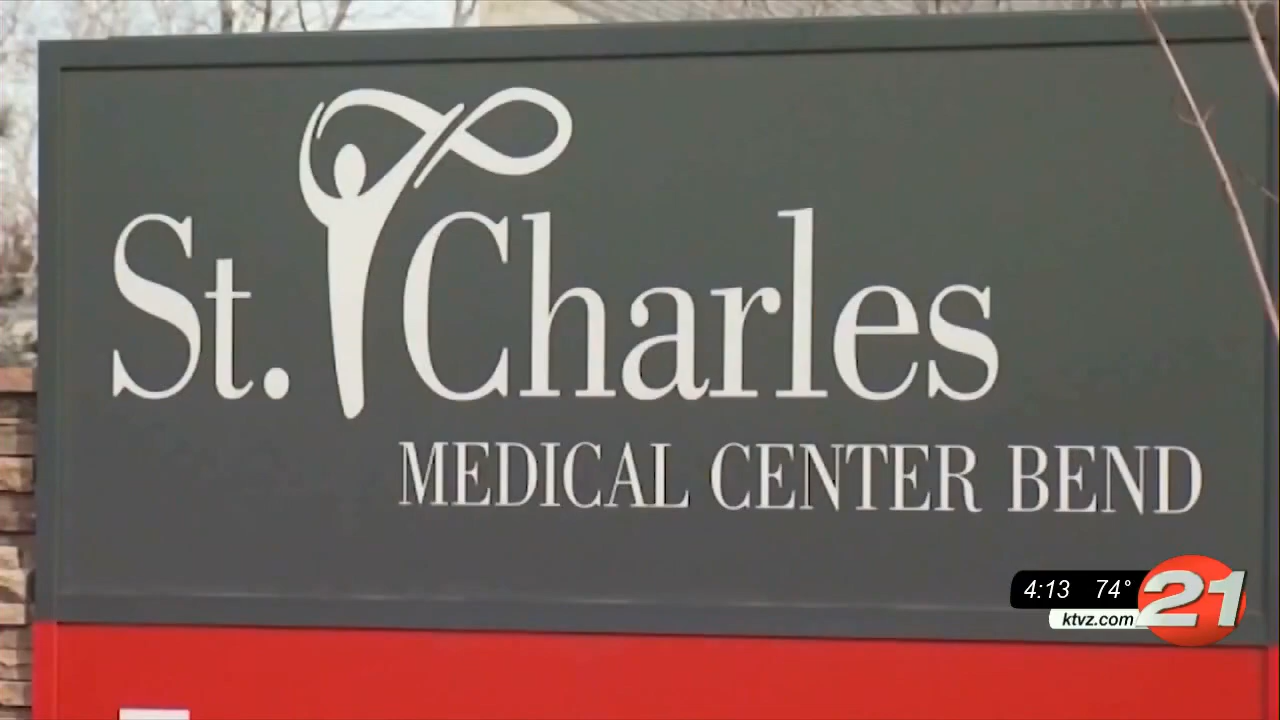 St. Charles
MEDICAL CENTER BEND
4:13 74°
ktvz.com
21